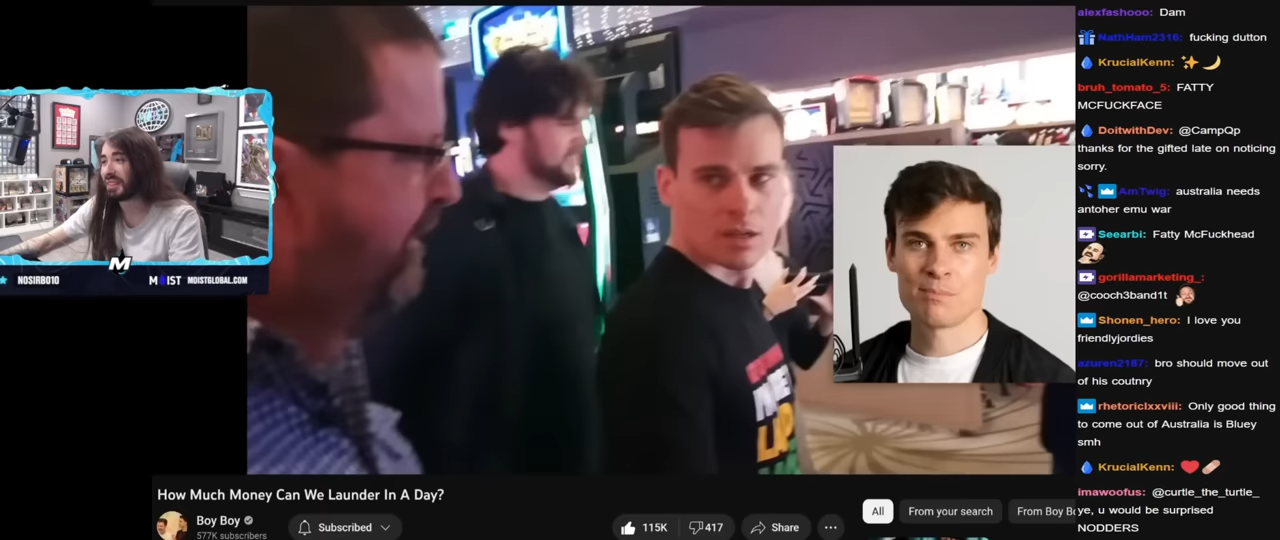 alexfashooo: Dam
NathHam2316: fucking dutton
KrucialKenn:
bruh_tomato_5: FATTY
MCFUCKFACE
DoitwithDev: @CampQp
thanks for the gifted late on noticing
sorry.
AmTwig: australia needs
antoher emu war
Seearbi: Fatty McFuckhead
gorillamarketing_:
@cooch3band1t
Shonen_hero: I love you
friendlyjordies
azuren2187: bro should move out
of his coutnry
rhetoriclxxviii: Only good thing
to come out of Australia is Bluey
smh
KrucialKenn:
imawoofus: @curtle_the_turtle_
ye, u would be surprised
NODDERS
M
NOSIRBO10
MOIST MOISTGLOBAL.COM
How Much Money Can We Launder In A Day?
Boy Boy
577K subscribers
Subscribed
115K
417
Share
All
From your search
From Boy Bo